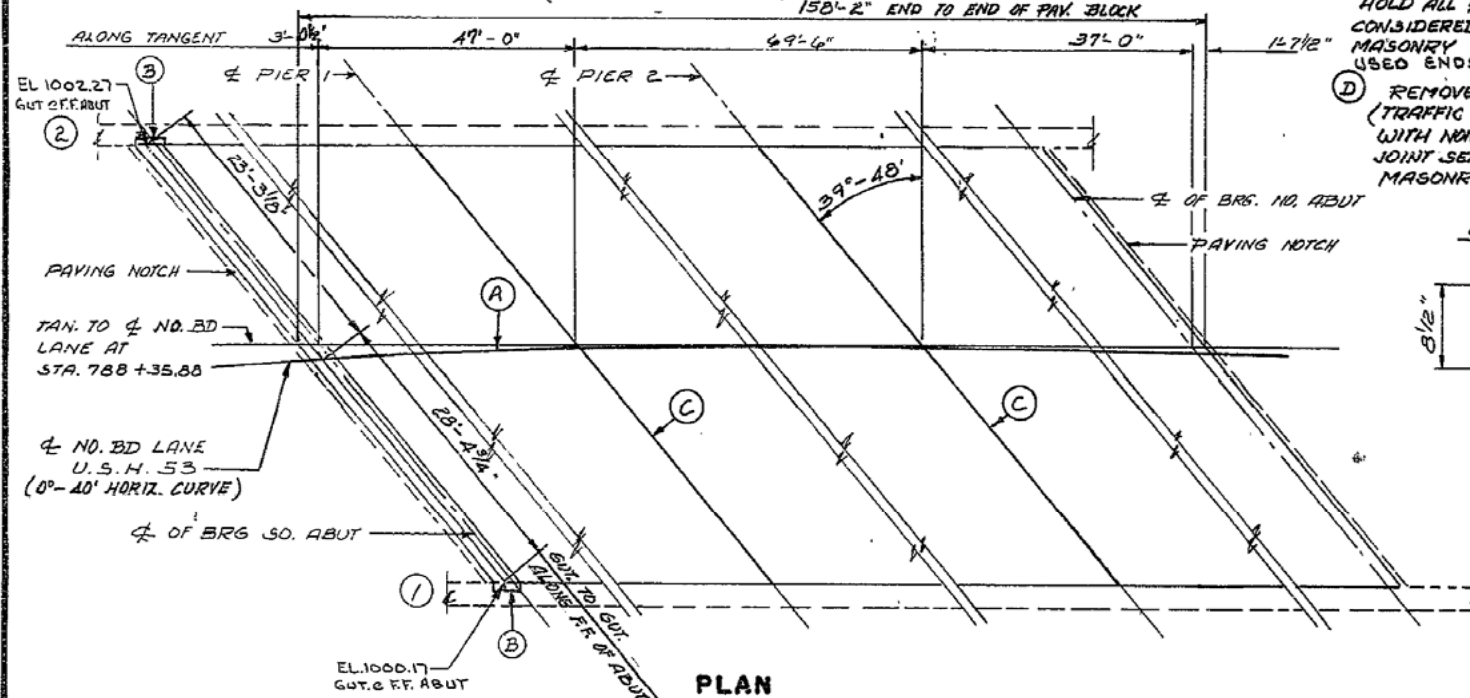 158'-2" END TO END OF PAV. BLOCK
ALONG TANGENT
3'-0½"
47'-0"
69'-6"
37'-0"
1'-7½"
HOLD ALL
CONSIDERED
MASONRY
USED ENDS
D
REMOVE
(TRAFFIC
WITH NON
JOINT SE
MASONR
℄ PIER 1
℄ PIER 2
EL 1002.27
GUT @ F.F. ABUT
B
2
23'-3⅛"
39°-48'
℄ OF BRG. NO. ABUT
PAVING NOTCH
PAVING NOTCH
A
TAN. TO ℄ NO. BD
LANE AT
STA. 788+35.88
8½"
28'-4¾"
C
C
℄ NO. BD LANE
U.S.H. 53
(0°-40' HORIZ. CURVE)
℄ OF BRG SO. ABUT
1
B
GUT. TO GUT.
ALONG F.F. OF ABUT
EL. 1000.17
GUT. @ F.F. ABUT
PLAN